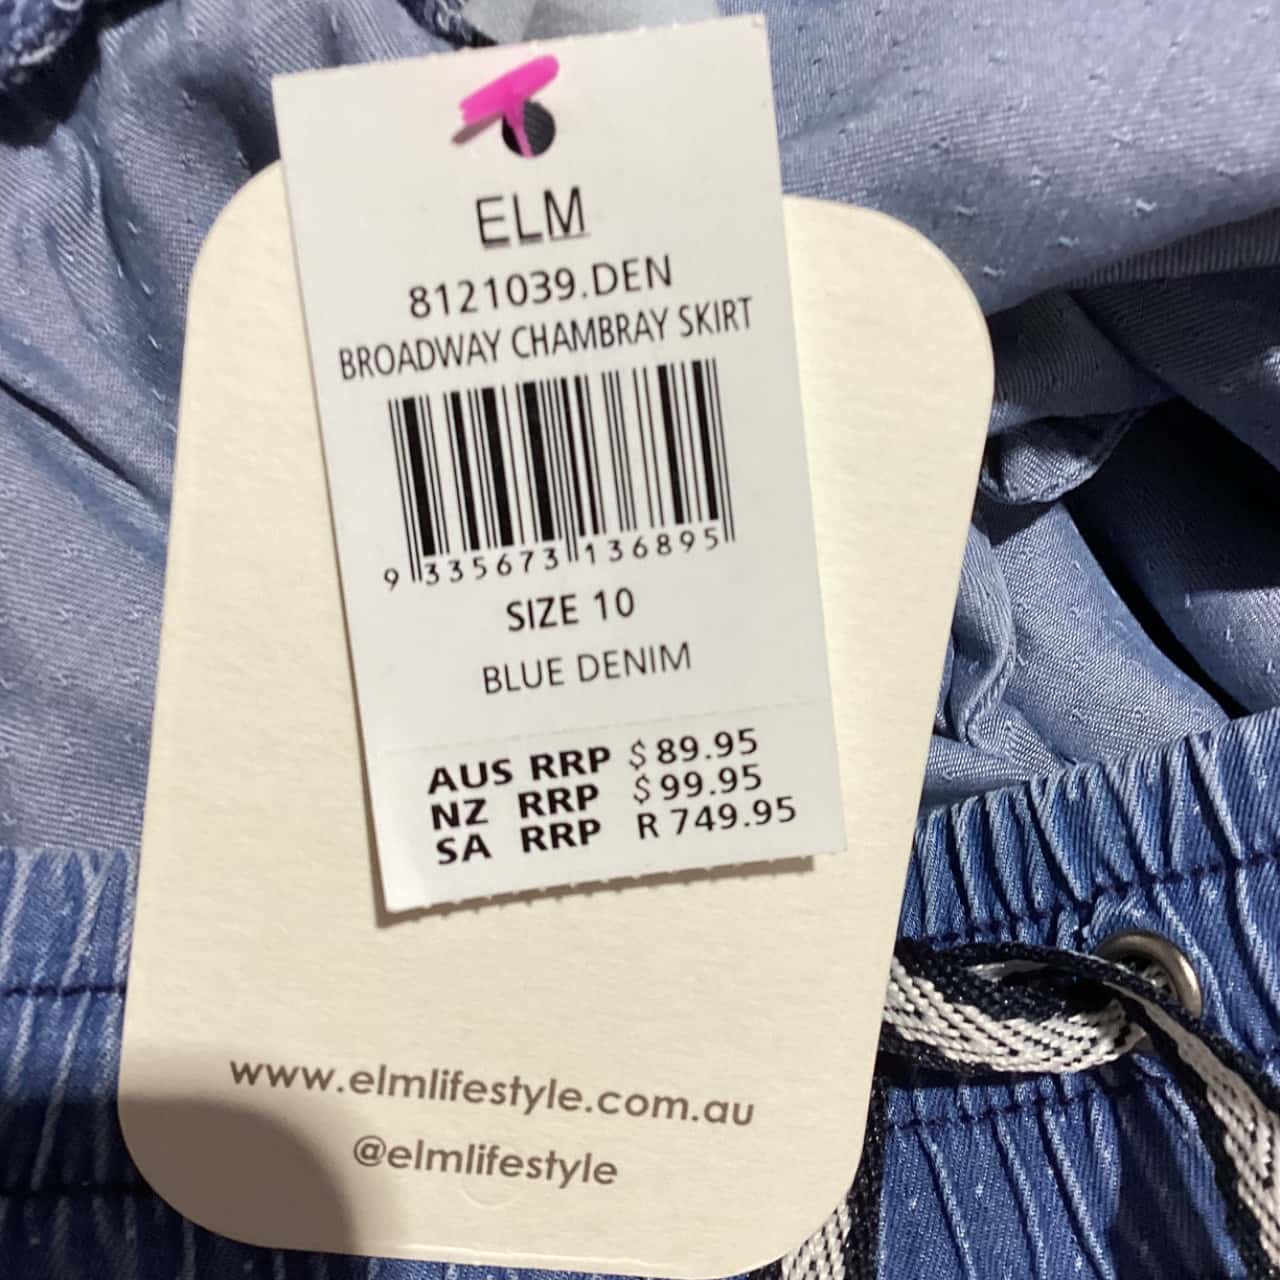 ELM
8121039.DEN
BROADWAY CHAMBRAY SKIRT
9 335673 136895
SIZE 10
BLUE DENIM
AUS RRP $ 89.95
NZ RRP $ 99.95
SA RRP R 749.95
www.elmlifestyle.com.au
@elmlifestyle